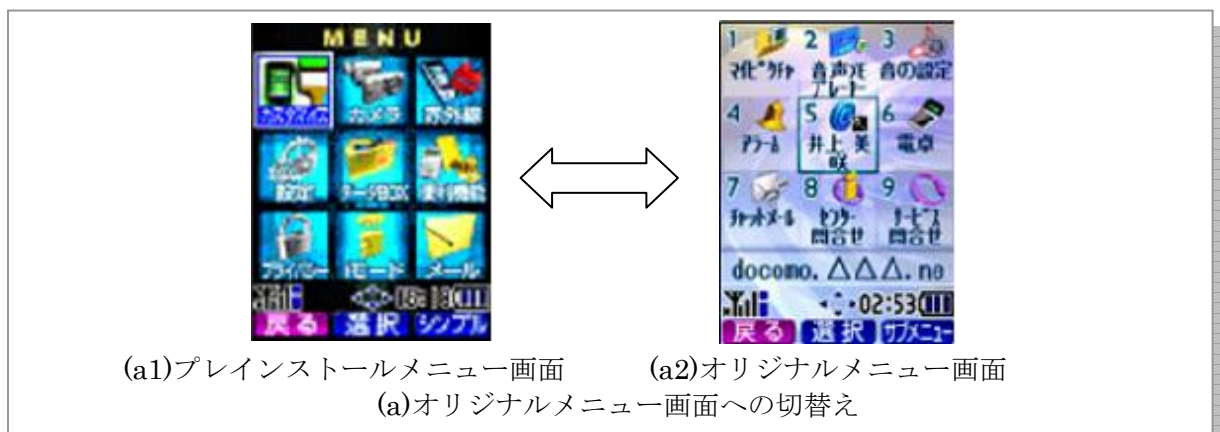 MENU
カスタマイズ カメラ 赤外線
設定 データBOX 便利機能
プライバシー iモード メール
戻る 選択 シンプル
1 2 3
マイピクチャ 音声メモ 音の設定
4 5 6
アラーム 井上 美 電卓
咲
7 8 9
チャットメール センター サービス
問合せ 問合せ
docomo.△△△.ne
02:53
戻る 選択 サブメニュー
(a1)プレインストールメニュー画面 (a2)オリジナルメニュー画面
(a)オリジナルメニュー画面への切替え